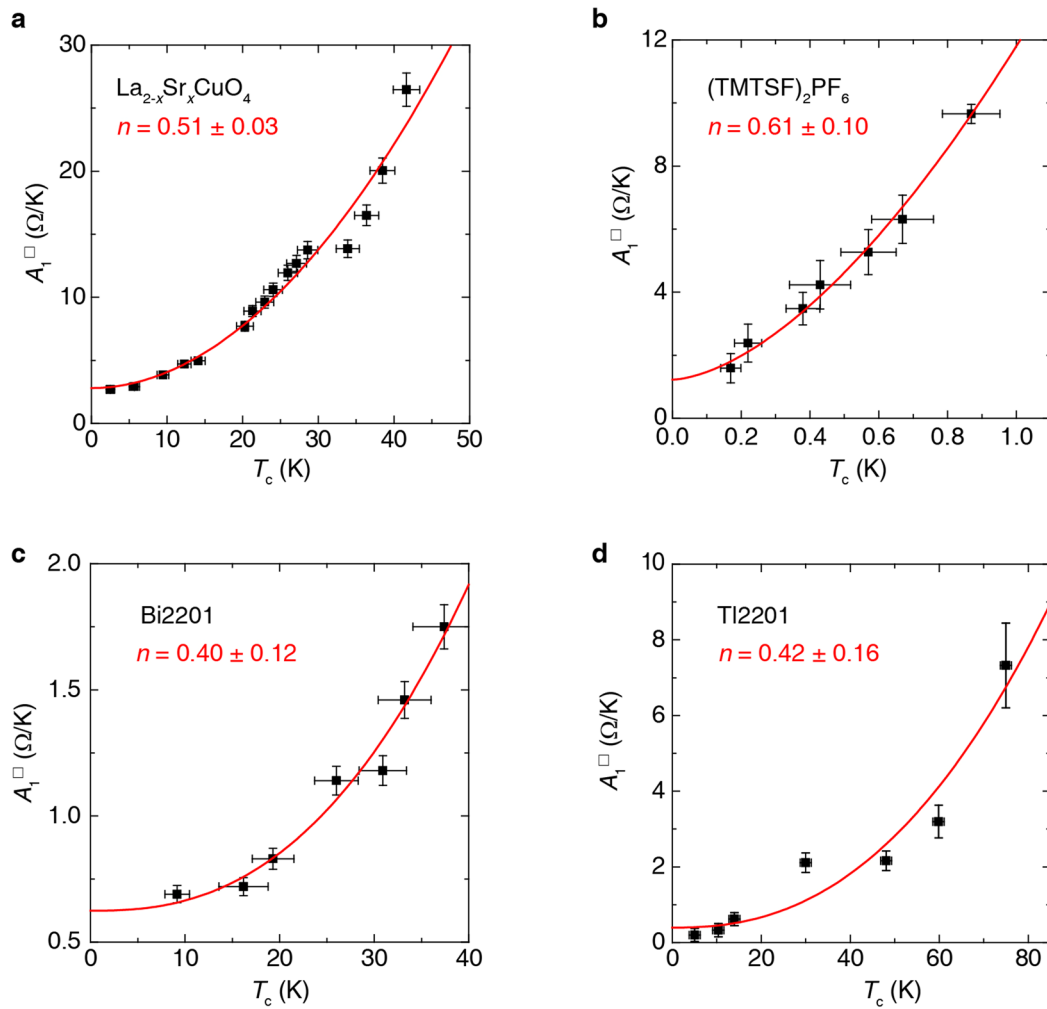 a
30
20
10
0
La2-xSrxCuO4
n = 0.51 ± 0.03
A1□ (Ω/K)
0 10 20 30 40 50
Tc (K)
b
12
8
4
0
(TMTSF)2PF6
n = 0.61 ± 0.10
A1□ (Ω/K)
0.0 0.2 0.4 0.6 0.8 1.0
Tc (K)
c
2.0
1.5
1.0
0.5
Bi2201
n = 0.40 ± 0.12
A1□ (Ω/K)
0 10 20 30 40
Tc (K)
d
10
8
6
4
2
0
Tl2201
n = 0.42 ± 0.16
A1□ (Ω/K)
0 20 40 60 80
Tc (K)